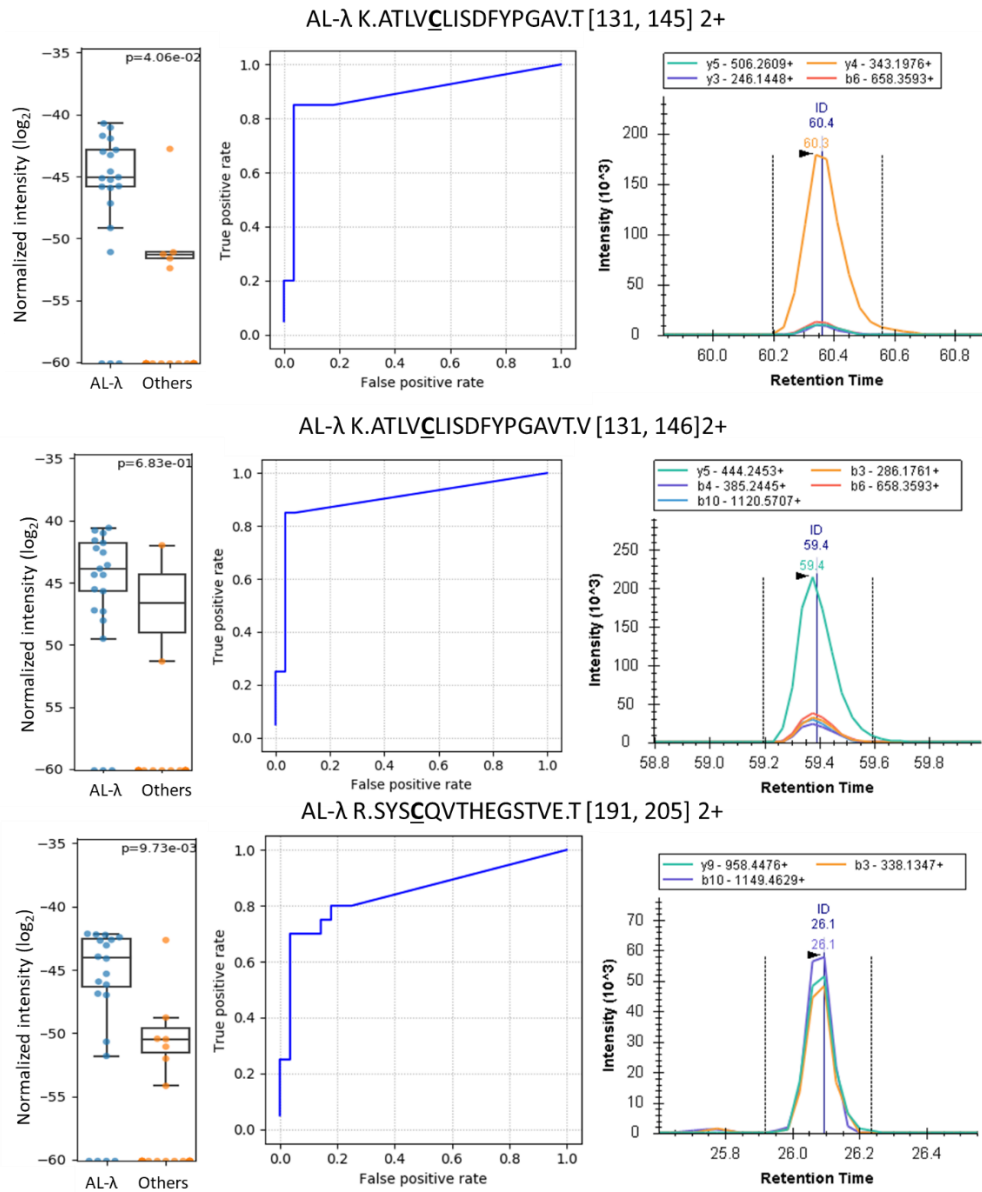 AL-λ K.ATLVCLISDFYPGAV.T [131, 145] 2+
p=4.06e-02
Normalized intensity (log2)
−35
−40
−45
−50
−55
−60
AL-λ Others
True positive rate
1.0
0.8
0.6
0.4
0.2
0.0
0.0 0.2 0.4 0.6 0.8 1.0
False positive rate
y5 - 506.2609+ y4 - 343.1976+
y3 - 246.1448+ b6 - 658.3593+
ID
60.4
60.3
Intensity (10^3)
200
150
100
50
0
60.0 60.2 60.4 60.6 60.8
Retention Time
AL-λ K.ATLVCLISDFYPGAVT.V [131, 146]2+
p=6.83e-01
Normalized intensity (log2)
−35
40
45
50
55
−60
AL-λ Others
True positive rate
1.0
0.8
0.6
0.4
0.2
0.0
0.0 0.2 0.4 0.6 0.8 1.0
False positive rate
y5 - 444.2453+ b3 - 286.1761+
b4 - 385.2445+ b6 - 658.3593+
b10 - 1120.5707+
ID
59.4
59.4
Intensity (10^3)
250
200
150
100
50
0
58.8 59.0 59.2 59.4 59.6 59.8
Retention Time
AL-λ R.SYSCQVTHEGSTVE.T [191, 205] 2+
p=9.73e-03
Normalized intensity (log2)
−35
−40
−45
−50
−55
−60
AL-λ Others
True positive rate
1.0
0.8
0.6
0.4
0.2
0.0
0.0 0.2 0.4 0.6 0.8 1.0
False positive rate
y9 - 958.4476+ b3 - 338.1347+
b10 - 1149.4629+
ID
26.1
26.1
Intensity (10^3)
70
60
50
40
30
20
10
0
25.8 26.0 26.2 26.4
Retention Time